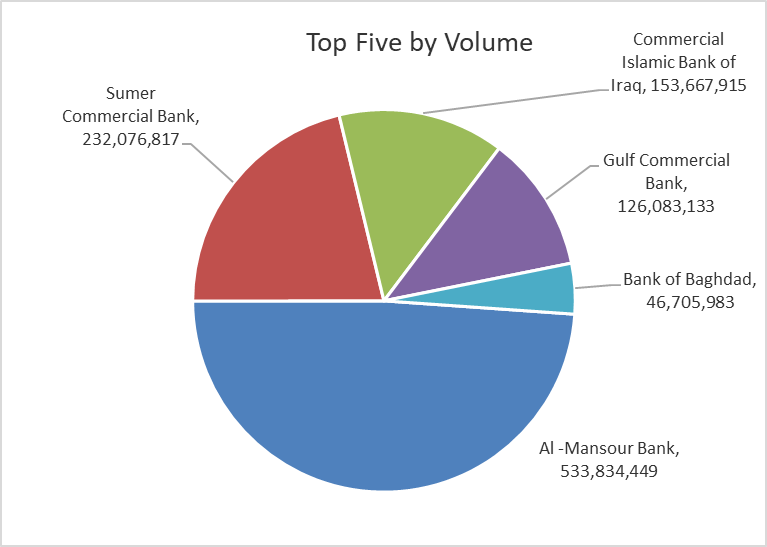 Top Five by Volume
Commercial
Islamic Bank of
Iraq, 153,667,915
Sumer
Commercial Bank,
232,076,817
Gulf Commercial
Bank,
126,083,133
Bank of Baghdad,
46,705,983
Al -Mansour Bank,
533,834,449